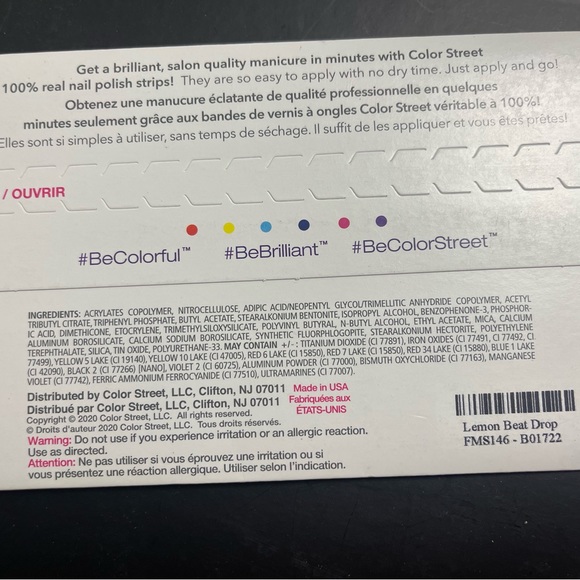 Get a brilliant, salon quality manicure in minutes with Color Street
100% real nail polish strips! They are so easy to apply with no dry time. Just apply and go!
Obtenez une manucure éclatante de qualité professionnelle en quelques
minutes seulement grâce aux bandes de vernis à ongles Color Street véritable à 100%!
Elles sont si simples à utiliser, sans temps de séchage. Il suffit de les appliquer et vous êtes prêtes!
/ OUVRIR
#BeColorful™ #BeBrilliant™ #BeColorStreet™
INGREDIENTS: ACRYLATES COPOLYMER, NITROCELLULOSE, ADIPIC ACID/NEOPENTYL GLYCOL/TRIMELLITIC ANHYDRIDE COPOLYMER, ACETYL
TRIBUTYL CITRATE, TRIPHENYL PHOSPHATE, BUTYL ACETATE, STEARALKONIUM BENTONITE, ISOPROPYL ALCOHOL, BENZOPHENONE-3, PHOSPHOR-
IC ACID, DIMETHICONE, ETOCRYLENE, TRIMETHYLSILOXYSILICATE, POLYVINYL BUTYRAL, N-BUTYL ALCOHOL, ETHYL ACETATE, MICA, CALCIUM
ALUMINUM BOROSILICATE, CALCIUM SODIUM BOROSILICATE, SYNTHETIC FLUORPHLOGOPITE, STEARALKONIUM HECTORITE, POLYETHYLENE
TEREPHTHALATE, SILICA, TIN OXIDE, POLYURETHANE-33. MAY CONTAIN +/-: TITANIUM DIOXIDE (CI 77891), IRON OXIDES (CI 77491, CI 77492, CI
77499), YELLOW 5 LAKE (CI 19140), YELLOW 10 LAKE (CI 47005), RED 6 LAKE (CI 15850), RED 7 LAKE (CI 15850), RED 34 LAKE (CI 15880), BLUE 1 LAKE
(CI 42090), BLACK 2 (CI 77266) [NANO], VIOLET 2 (CI 60725), ALUMINUM POWDER (CI 77000), BISMUTH OXYCHLORIDE (CI 77163), MANGANESE
VIOLET (CI 77742), FERRIC AMMONIUM FERROCYANIDE (CI 77510), ULTRAMARINES (CI 77007).
Distributed by Color Street, LLC, Clifton, NJ 07011 Made in USA
Distribué par Color Street, LLC, Clifton, NJ 07011 Fabriquées aux
ÉTATS-UNIS
Copyright © 2020 Color Street, LLC. All rights reserved.
© Droits d'auteur 2020 Color Street, LLC. Tous droits réservés.
Warning: Do not use if you experience irritation or an allergic reaction.
Use as directed.
Attention: Ne pas utiliser si vous éprouvez une irritation ou si
vous présentez une réaction allergique. Utiliser selon l'indication.
Lemon Beat Drop
FMS146 - B01722